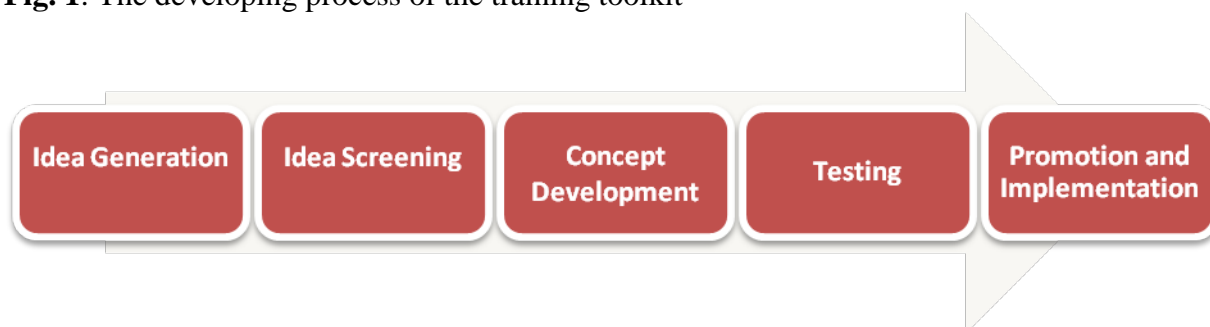 Fig. 1. The developing process of the training toolkit
Idea Generation
Idea Screening
Concept
Development
Testing
Promotion and
Implementation